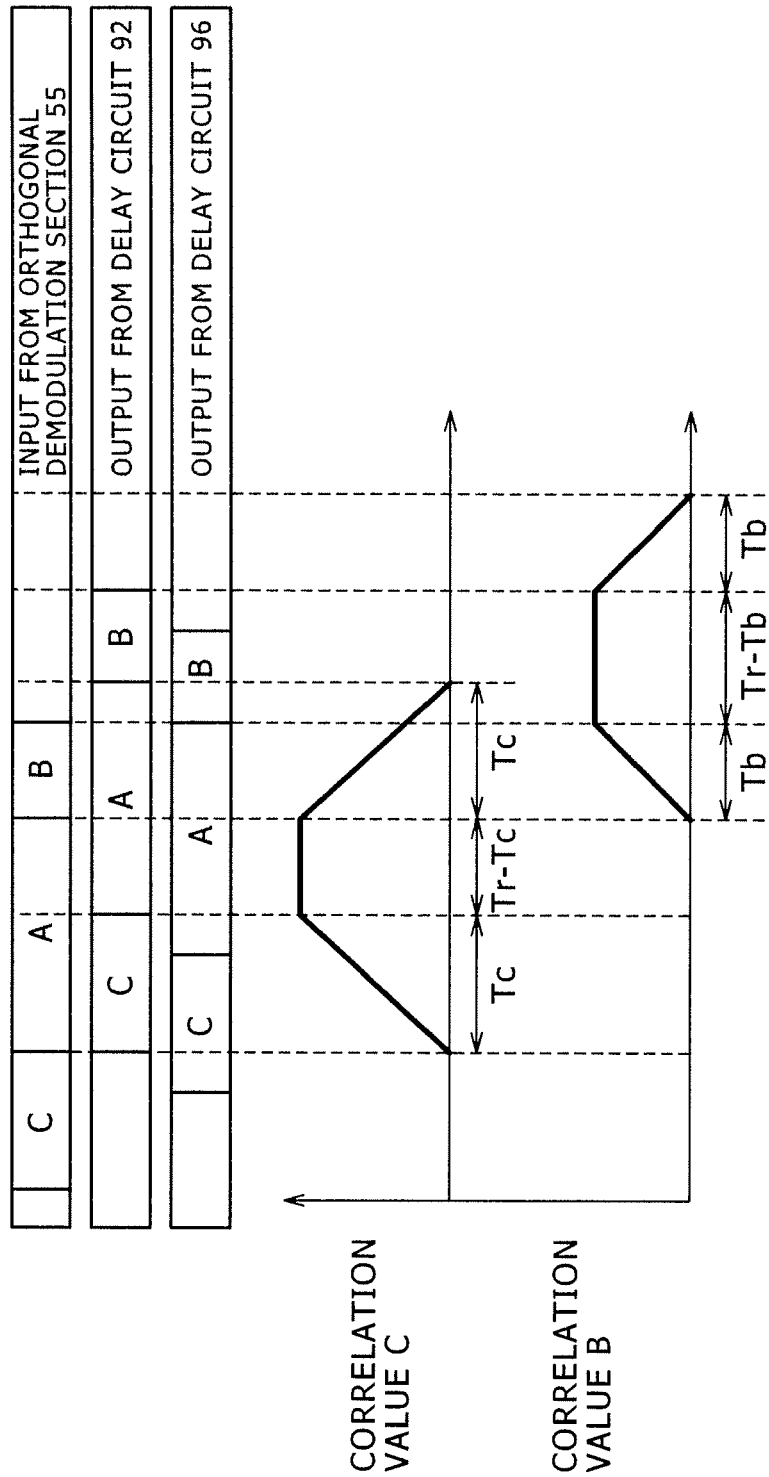 C
A
B
INPUT FROM ORTHOGONAL
DEMODULATION SECTION 55
C
A
B
OUTPUT FROM DELAY CIRCUIT 92
C
A
B
OUTPUT FROM DELAY CIRCUIT 96
CORRELATION
VALUE C
Tc
Tr-Tc
Tc
CORRELATION
VALUE B
Tb
Tr-Tb
Tb